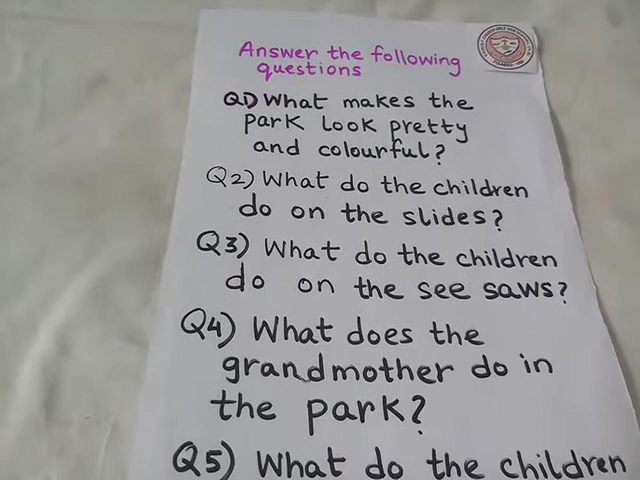 Answer the following
questions
Q1) What makes the
park look pretty
and colourful?
Q2) What do the children
do on the slides?
Q3) What do the children
do on the see saws?
Q4) What does the
grandmother do in
the park?
Q5) What do the children